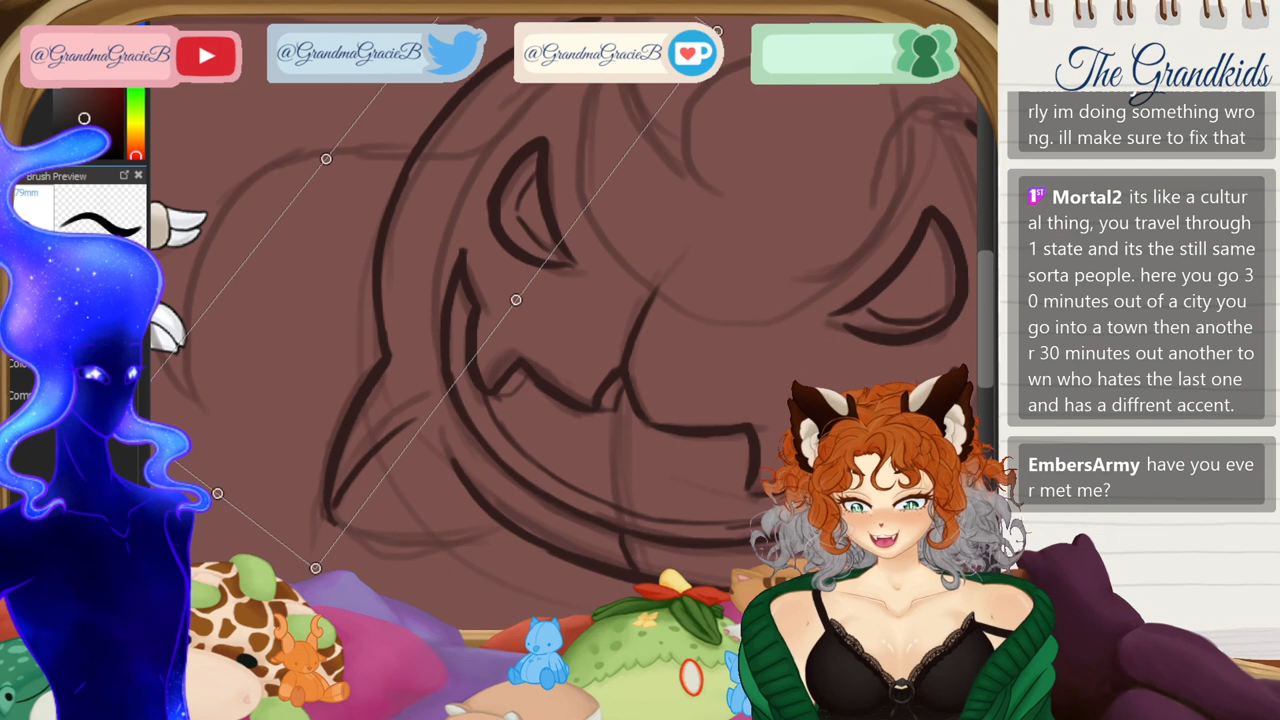 @GrandmaGracieB
@GrandmaGracieB
@GrandmaGracieB
The Grandkids
rly im doing something wro
ng. ill make sure to fix that
Brush Preview
79mm
1ST Mortal2 its like a cultur
al thing, you travel through
1 state and its the still same
sorta people. here you go 3
0 minutes out of a city you
go into a town then anothe
r 30 minutes out another to
wn who hates the last one
and has a diffrent accent.
EmbersArmy have you eve
r met me?